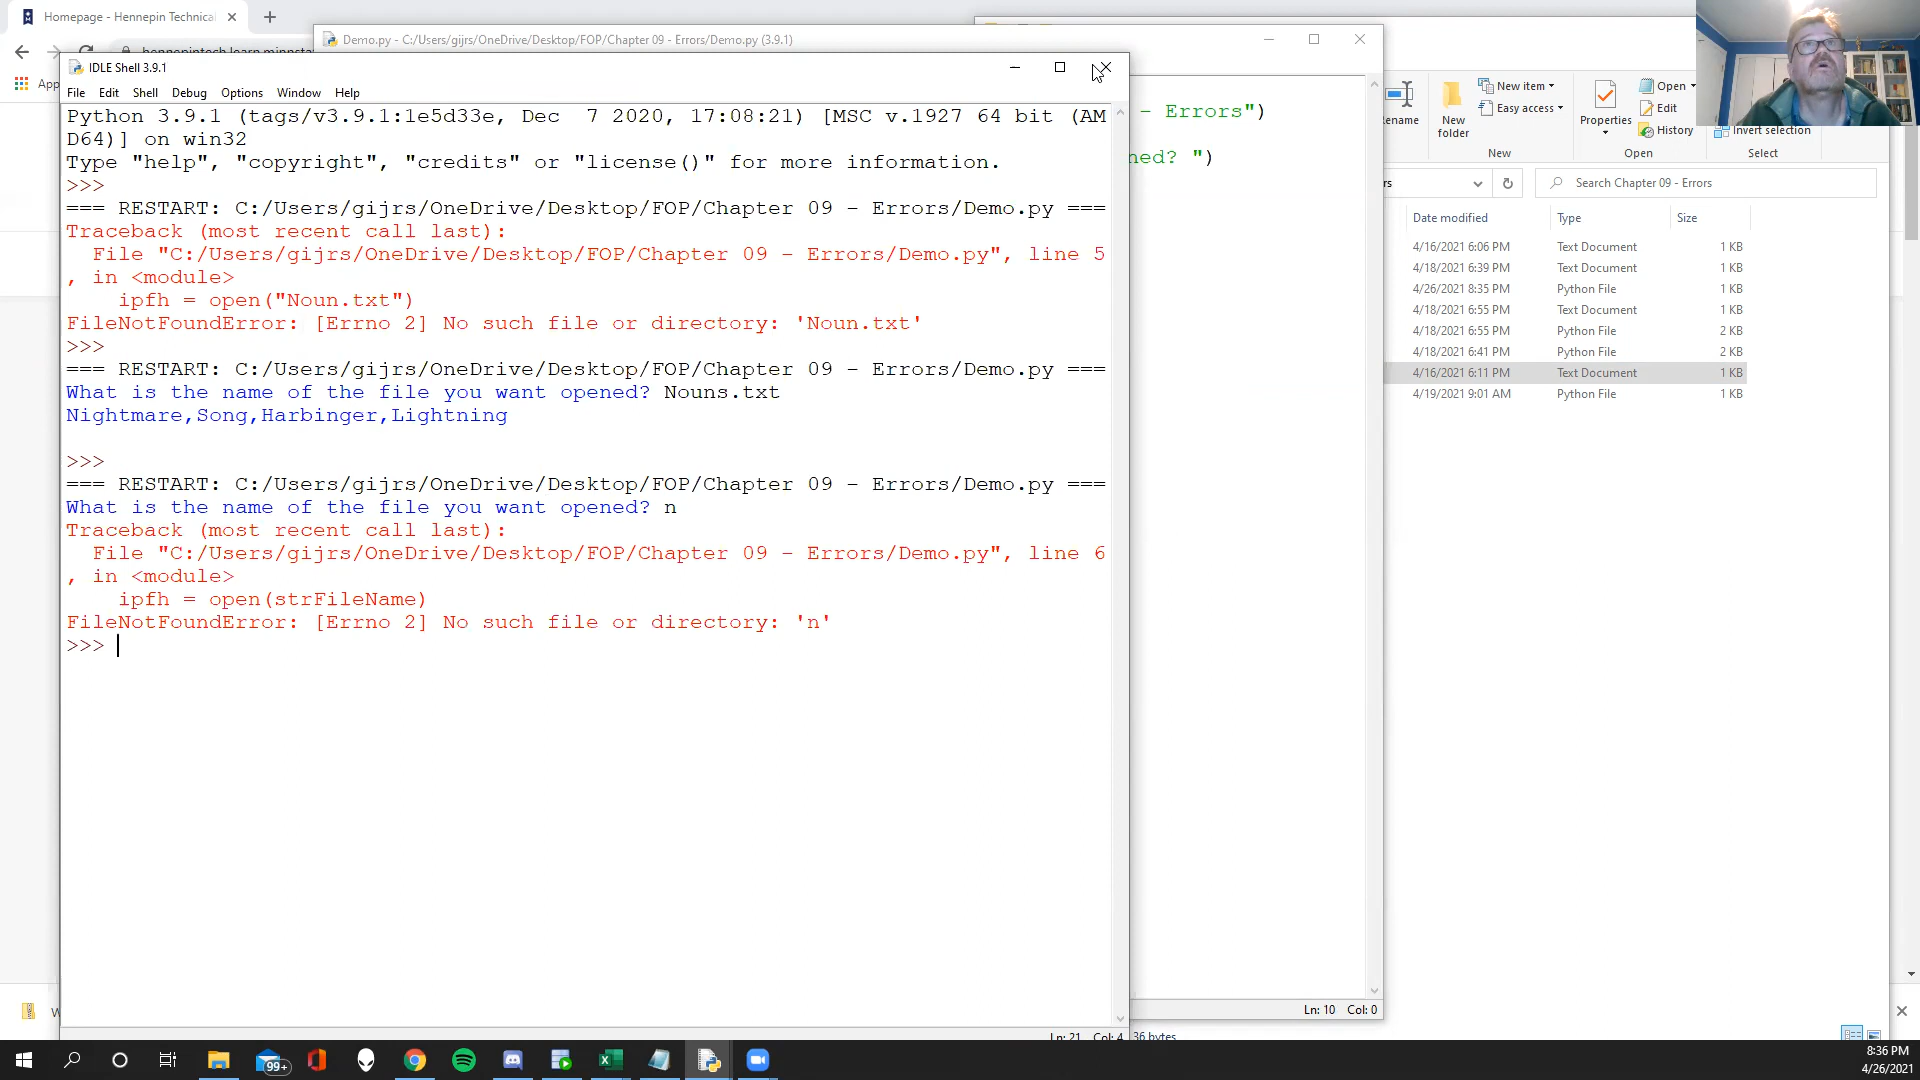 Homepage - Hennepin Technical
Demo.py - C:/Users/gijrs/OneDrive/Desktop/FOP/Chapter 09 - Errors/Demo.py (3.9.1)
IDLE Shell 3.9.1
File Edit Shell Debug Options Window Help
Python 3.9.1 (tags/v3.9.1:1e5d33e, Dec  7 2020, 17:08:21) [MSC v.1927 64 bit (AM
D64)] on win32
Type "help", "copyright", "credits" or "license()" for more information.
>>>
=== RESTART: C:/Users/gijrs/OneDrive/Desktop/FOP/Chapter 09 - Errors/Demo.py ===
Traceback (most recent call last):
  File "C:/Users/gijrs/OneDrive/Desktop/FOP/Chapter 09 - Errors/Demo.py", line 5
, in <module>
    ipfh = open("Noun.txt")
FileNotFoundError: [Errno 2] No such file or directory: 'Noun.txt'
>>>
=== RESTART: C:/Users/gijrs/OneDrive/Desktop/FOP/Chapter 09 - Errors/Demo.py ===
What is the name of the file you want opened? Nouns.txt
Nightmare,Song,Harbinger,Lightning
>>>
=== RESTART: C:/Users/gijrs/OneDrive/Desktop/FOP/Chapter 09 - Errors/Demo.py ===
What is the name of the file you want opened? n
Traceback (most recent call last):
  File "C:/Users/gijrs/OneDrive/Desktop/FOP/Chapter 09 - Errors/Demo.py", line 6
, in <module>
    ipfh = open(strFileName)
FileNotFoundError: [Errno 2] No such file or directory: 'n'
>>>
- Errors")
ned? ")
Ln: 10 Col: 0
Ln: 21 Col: 4
36 bytes
ename
New
folder
New item
Easy access
New
Properties
Open
Edit
History
Open
Invert selection
Select
rs
Search Chapter 09 - Errors
Date modified Type Size
4/16/2021 6:06 PM Text Document 1 KB
4/18/2021 6:39 PM Text Document 1 KB
4/26/2021 8:35 PM Python File 1 KB
4/18/2021 6:55 PM Text Document 1 KB
4/18/2021 6:55 PM Python File 2 KB
4/18/2021 6:41 PM Python File 2 KB
4/16/2021 6:11 PM Text Document 1 KB
4/19/2021 9:01 AM Python File 1 KB
App
99+
8:36 PM
4/26/2021